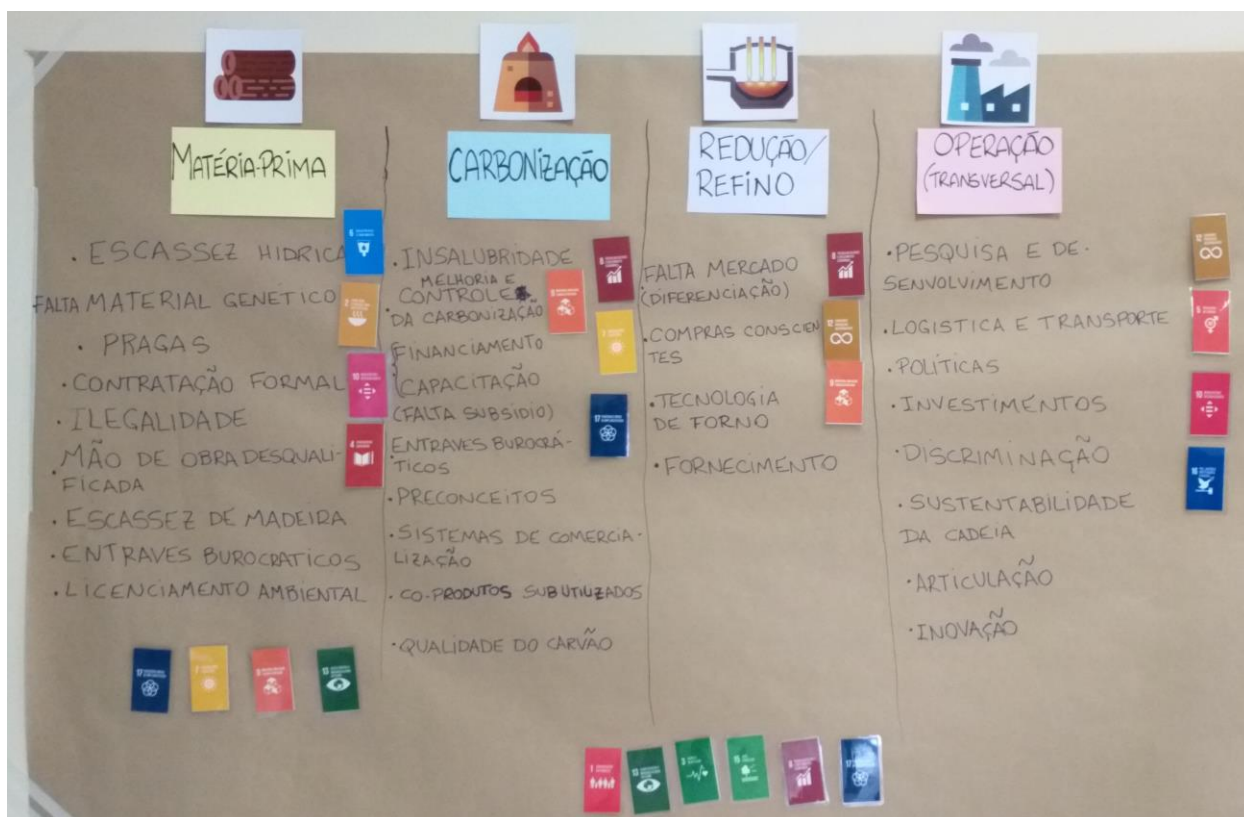 MATÉRIA-PRIMA
· ESCASSEZ HIDRICA
FALTA MATERIAL GENÉTICO
· PRAGAS
· CONTRATAÇÃO FORMAL
· ILEGALIDADE
· MÃO DE OBRA DESQUALI-
FICADA
· ESCASSEZ DE MADEIRA
· ENTRAVES BUROCRATICOS
· LICENCIAMENTO AMBIENTAL
CARBONIZAÇÃO
· INSALUBRIDADE
MELHORIA E
· CONTROLE
DA CARBONIZAÇÃO
FINANCIAMENTO
CAPACITAÇÃO
(FALTA SUBSIDIO)
ENTRAVES BUROCRÁ-
· TICOS
· PRECONCEITOS
· SISTEMAS DE COMERCIA-
LIZAÇÃO
· CO-PRODUTOS SUBUTILIZADOS
· QUALIDADE DO CARVÃO
REDUÇÃO/
REFINO
FALTA MERCADO
(DIFERENCIAÇÃO)
· COMPRAS CONSCIEN
TES
· TECNOLOGIA
DE FORNO
· FORNECIMENTO
OPERAÇÃO
(TRANSVERSAL)
· PESQUISA E DE-
SENVOLVIMENTO
· LOGISTICA E TRANSPORTE
· POLÍTICAS
· INVESTIMENTOS
· DISCRIMINAÇÃO
· SUSTENTABILIDADE
DA CADEIA
· ARTICULAÇÃO
· INOVAÇÃO